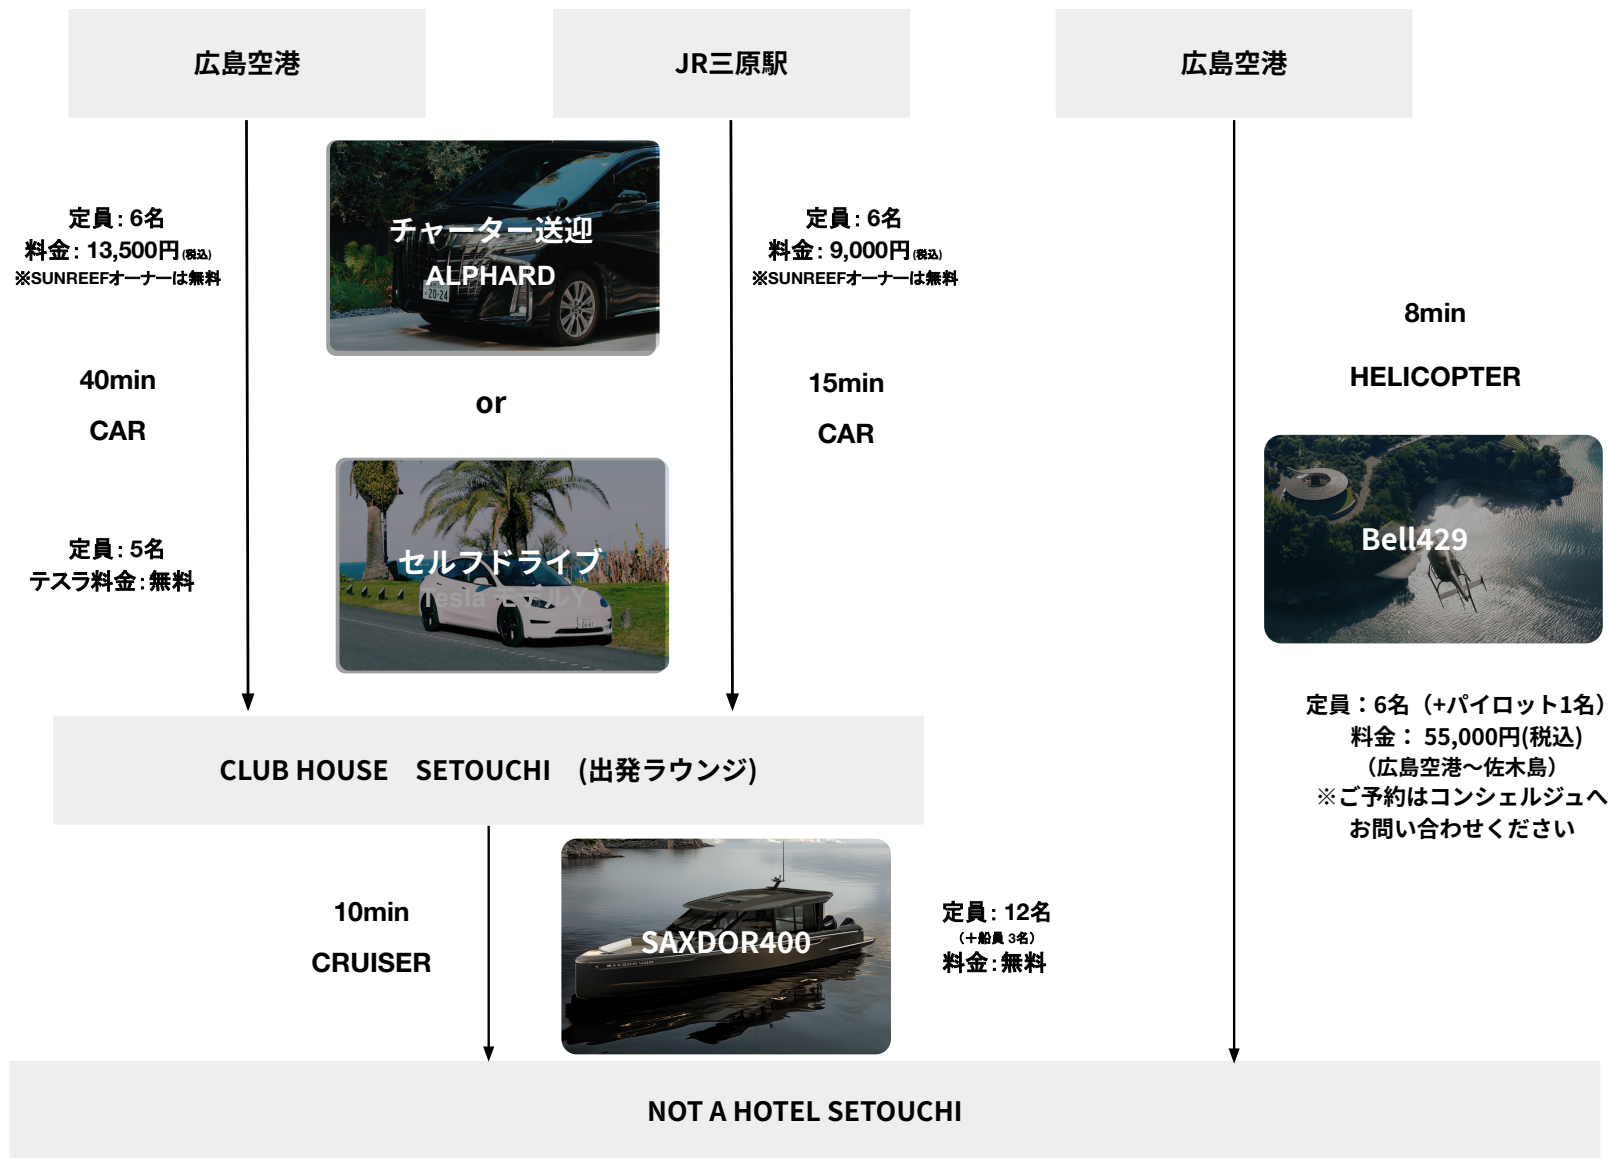 広島空港
JR三原駅
広島空港
定員：6名
料金：13,500円(税込)
※SUNREEFオーナーは無料
40min
CAR
定員：5名
テスラ料金：無料
チャーター送迎
ALPHARD
20-24
or
セルフドライブ
Tesla モデルY
定員：6名
料金：9,000円(税込)
※SUNREEFオーナーは無料
15min
CAR
8min
HELICOPTER
Bell429
定員：6名（+パイロット1名）
料金： 55,000円(税込)
（広島空港〜佐木島）
※ご予約はコンシェルジュへ
お問い合わせください
CLUB HOUSE　SETOUCHI　(出発ラウンジ)
10min
CRUISER
SAXDOR400
SAXDOR 400
定員：12名
（＋船員 3名）
料金：無料
NOT A HOTEL SETOUCHI